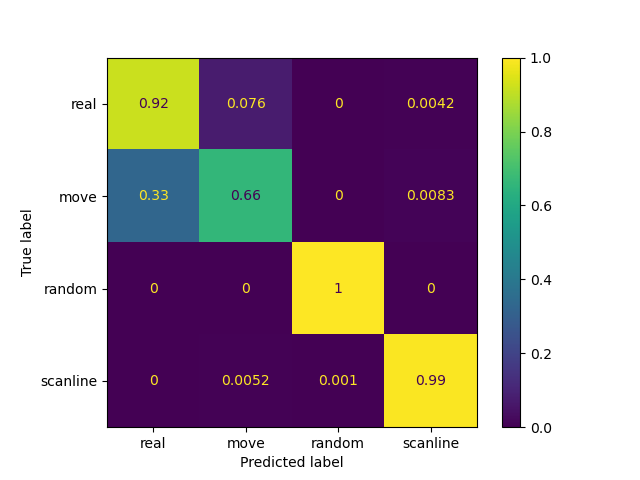 1.0
real 0.92 0.076 0 0.0042
0.8
move 0.33 0.66 0 0.0083
0.6
True label
0.4
random 0 0 1 0
0.2
scanline 0 0.0052 0.001 0.99
0.0
real move random scanline
Predicted label